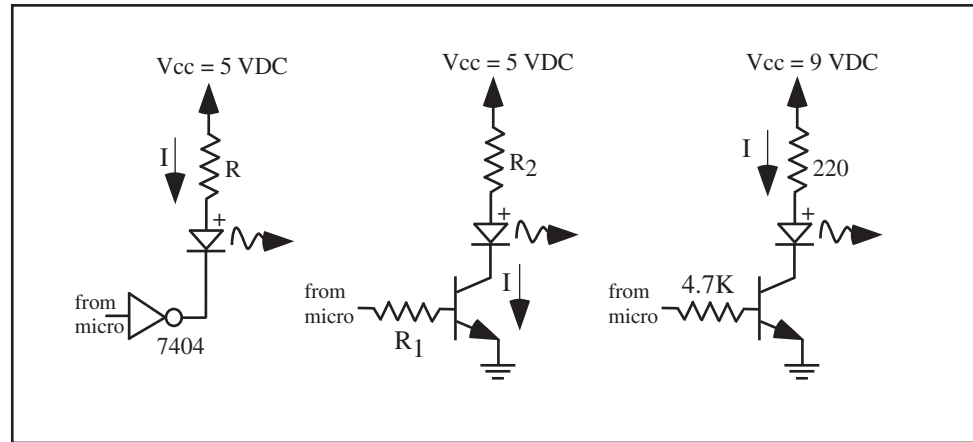 Vcc = 5 VDC
I
R
+
from
micro
7404
Vcc = 5 VDC
R2
+
I
from
micro
R1
Vcc = 9 VDC
I
220
+
4.7K
from
micro